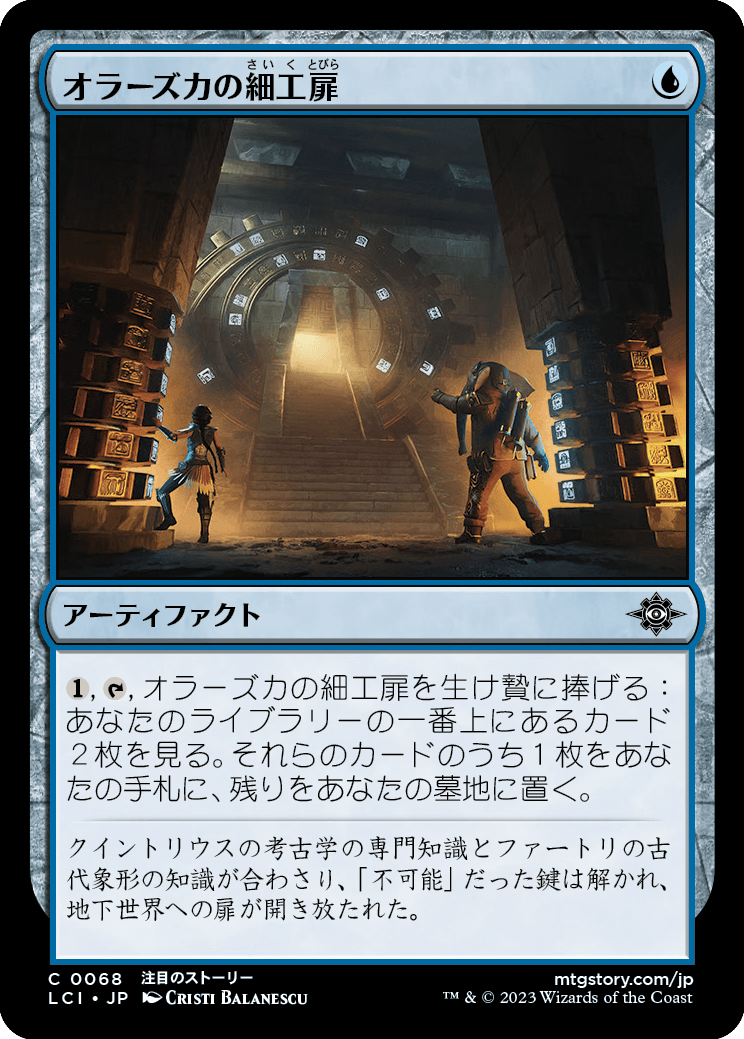 オラーズカの細工扉
さいくとびら
アーティファクト
1, , オラーズカの細工扉を生け贄に捧げる：
あなたのライブラリーの一番上にあるカード
２枚を見る。それらのカードのうち１枚をあな
たの手札に、残りをあなたの墓地に置く。
クイントリウスの考古学の専門知識とファートリの古
代象形の知識が合わさり、「不可能」だった鍵は解かれ、
地下世界への扉が開き放たれた。
C 0068 注目のストーリー
mtgstory.com/jp
LCI • JP Cristi Balanescu
™ & © 2023 Wizards of the Coast